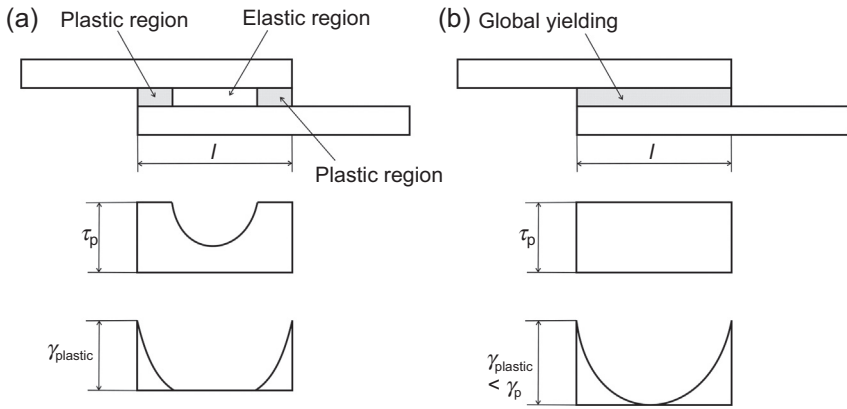 (a)
Plastic region
Elastic region
l
Plastic region
τp
γplastic
(b)
Global yielding
l
τp
γplastic
< γp